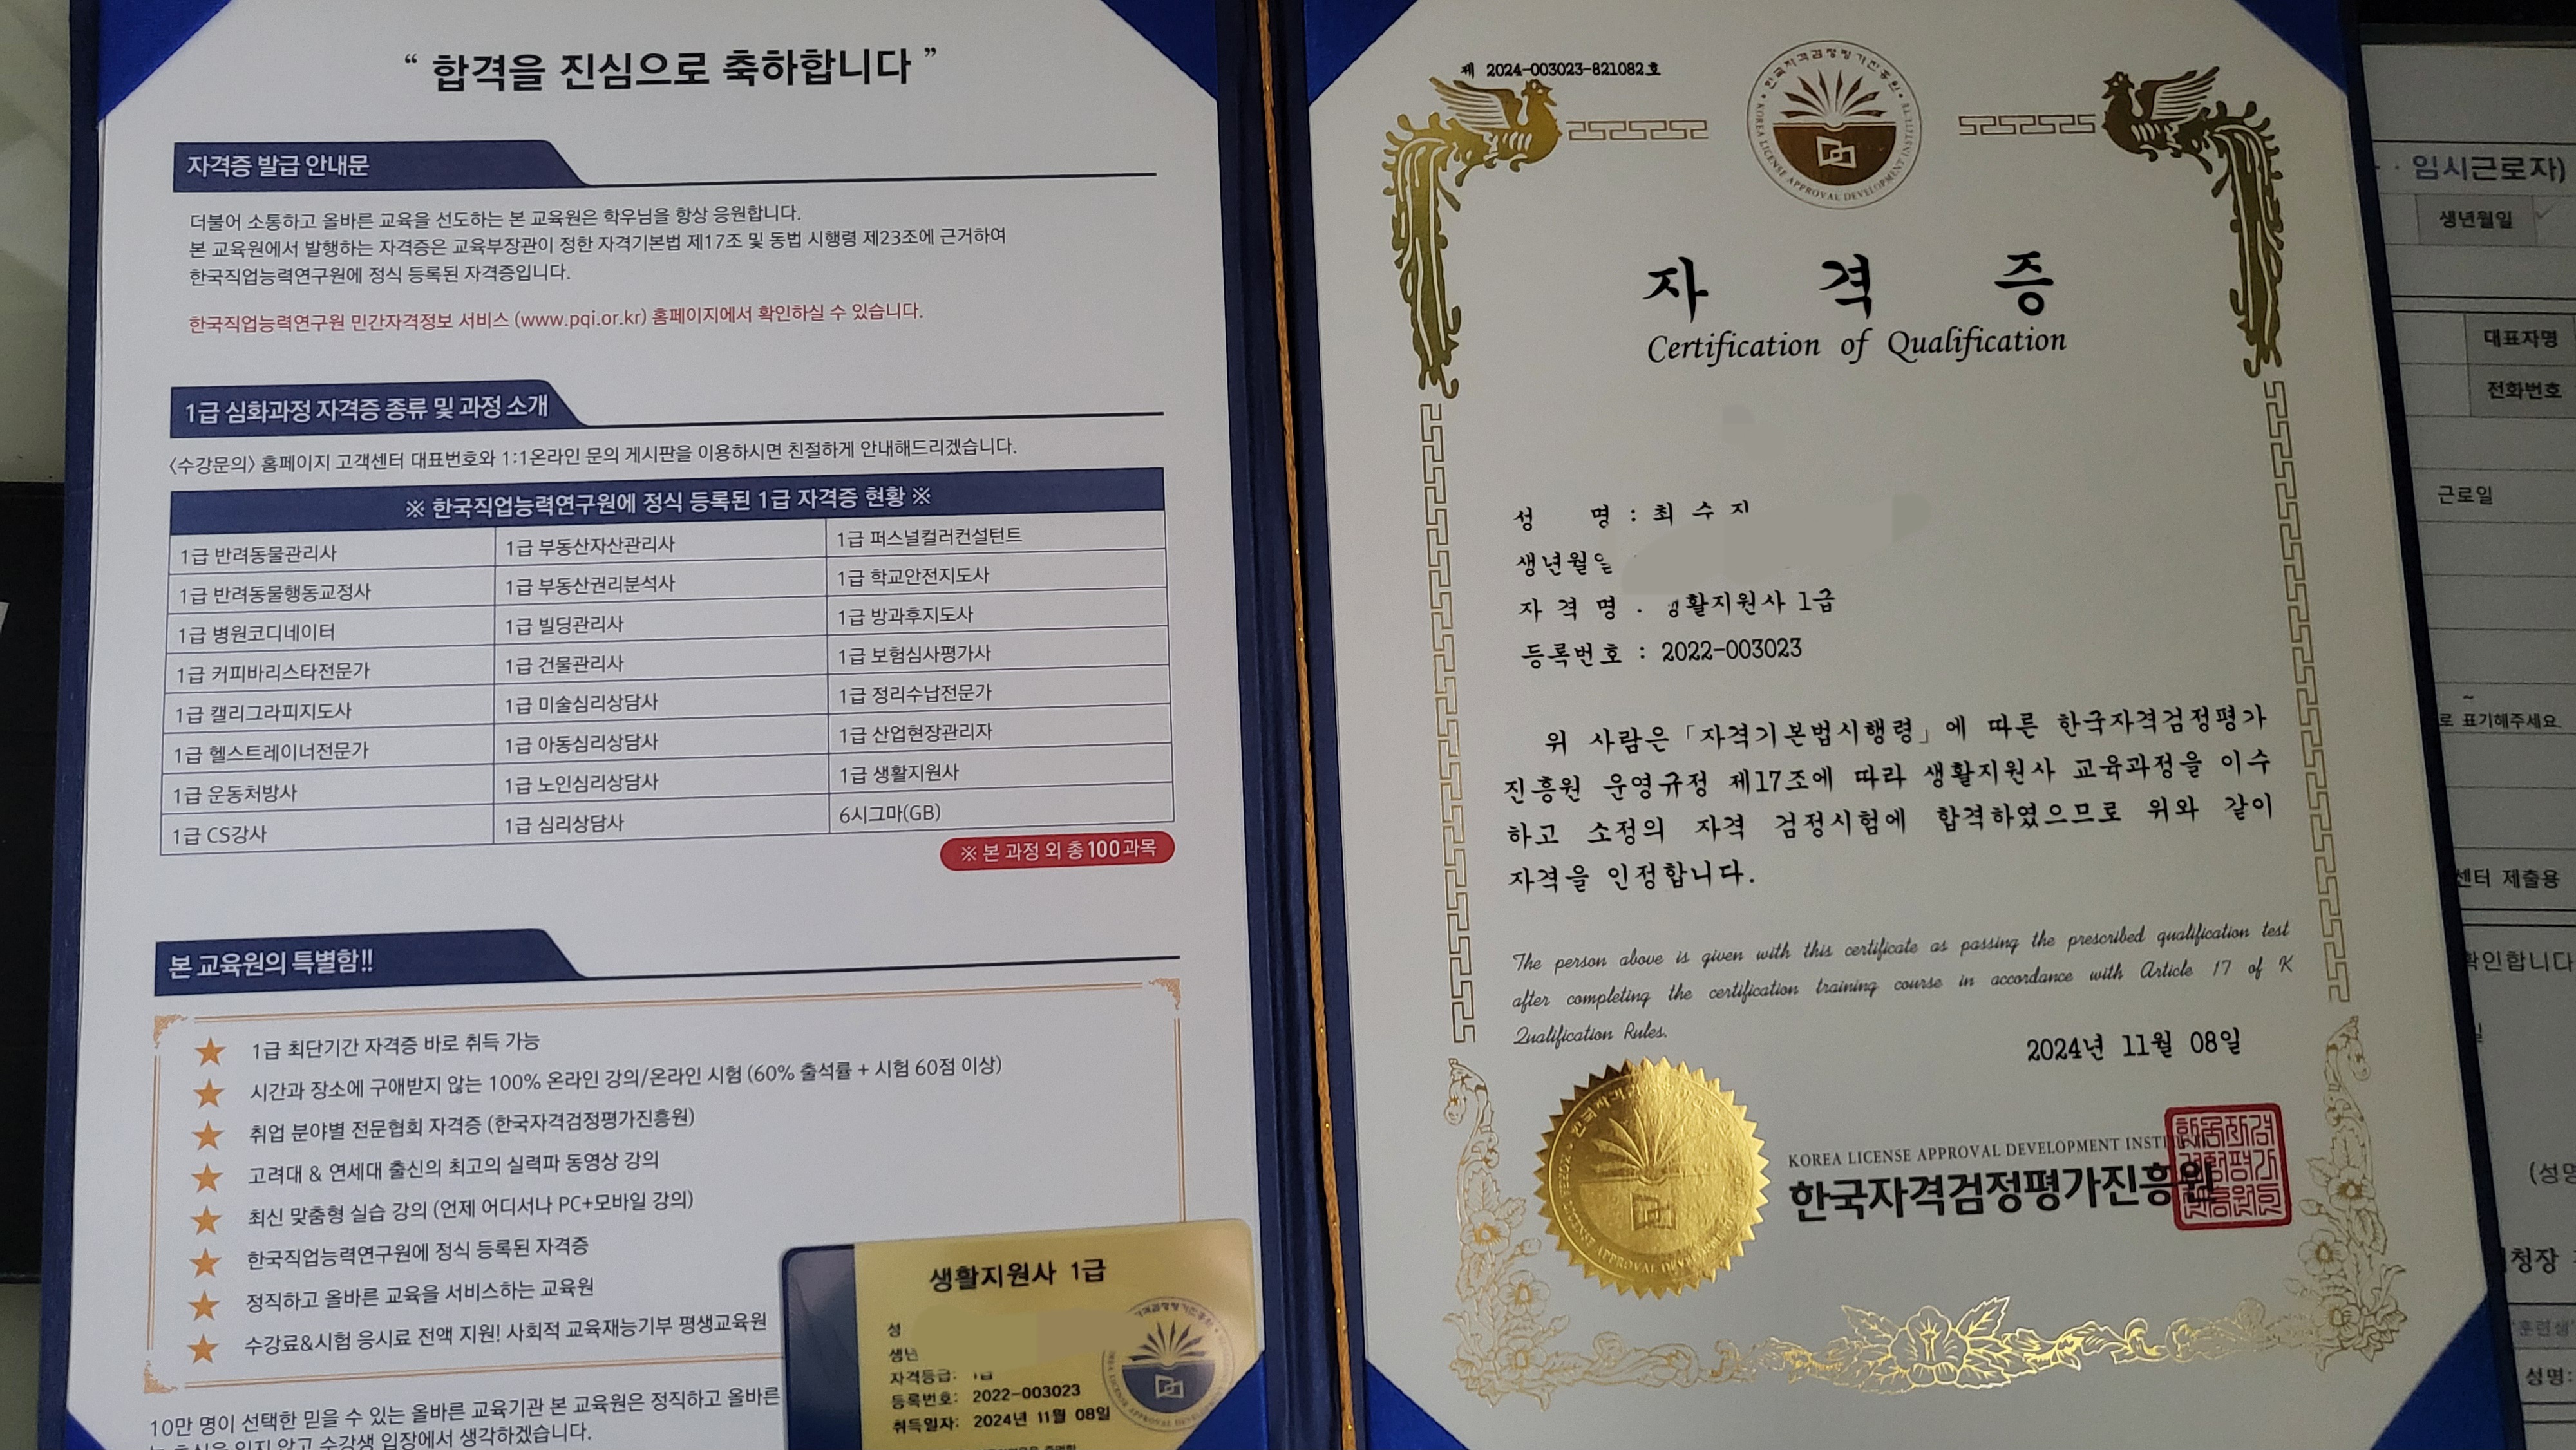 “ 합격을 진심으로 축하합니다 ”
자격증 발급 안내문
더불어 소통하고 올바른 교육을 선도하는 본 교육원은 학우님을 항상 응원합니다.
본 교육원에서 발행하는 자격증은 교육부장관이 정한 자격기본법 제17조 및 동법 시행령 제23조에 근거하여
한국직업능력연구원에 정식 등록된 자격증입니다.
한국직업능력연구원 민간자격정보 서비스 (www.pqi.or.kr) 홈페이지에서 확인하실 수 있습니다.
1급 심화과정 자격증 종류 및 과정 소개
<수강문의> 홈페이지 고객센터 대표번호와 1:1온라인 문의 게시판을 이용하시면 친절하게 안내해드리겠습니다.
※ 한국직업능력연구원에 정식 등록된 1급 자격증 현황 ※
1급 반려동물관리사 1급 부동산자산관리사 1급 퍼스널컬러컨설턴트
1급 반려동물행동교정사 1급 부동산권리분석사 1급 학교안전지도사
1급 병원코디네이터 1급 빌딩관리사 1급 방과후지도사
1급 커피바리스타전문가 1급 건물관리사 1급 보험심사평가사
1급 캘리그라피지도사 1급 미술심리상담사 1급 정리수납전문가
1급 헬스트레이너전문가 1급 아동심리상담사 1급 산업현장관리자
1급 운동처방사 1급 노인심리상담사 1급 생활지원사
1급 CS강사 1급 심리상담사 6시그마(GB)
※ 본 과정 외 총 100과목
본 교육원의 특별함!!
1급 최단기간 자격증 바로 취득 가능
시간과 장소에 구애받지 않는 100% 온라인 강의/온라인 시험 (60% 출석률 + 시험 60점 이상)
취업 분야별 전문협회 자격증 (한국자격검정평가진흥원)
고려대 & 연세대 출신의 최고의 실력파 동영상 강의
최신 맞춤형 실습 강의 (언제 어디서나 PC+모바일 강의)
한국직업능력연구원에 정식 등록된 자격증
정직하고 올바른 교육을 서비스하는 교육원
수강료&시험 응시료 전액 지원! 사회적 교육재능기부 평생교육원
10만 명이 선택한 믿을 수 있는 올바른 교육기관 본 교육원은 정직하고 올바른
수강생 입장에서 생각하겠습니다.
생활지원사 1급
성
생년
자격등급: 1급
등록번호: 2022-003023
취득일자: 2024년 11월 08일
제 2024-003023-821082호
한국자격검정평가진흥원
KOREA LICENSE APPROVAL DEVELOPMENT INSTITUTE
자 격 증
Certification of Qualification
성 명 : 최 수 지
생년월일
자 격 명 . 생활지원사 1급
등록번호 : 2022-003023
위 사람은「자격기본법시행령」에 따른 한국자격검정평가
진흥원 운영규정 제17조에 따라 생활지원사 교육과정을 이수
하고 소정의 자격 검정시험에 합격하였으므로 위와 같이
자격을 인정합니다.
The person above is given with this certificate as passing the prescribed qualification test
after completing the certification training course in accordance with Article 17 of K
Qualification Rules.
2024년 11월 08일
KOREA LICENSE APPROVAL DEVELOPMENT INSTITUTE
한국자격검정평가진흥원
· 임시근로자)
생년월일
대표자명
전화번호
근로일
~
로 표기해주세요
센터 제출용
확인합니다
(성명
청장
성명: